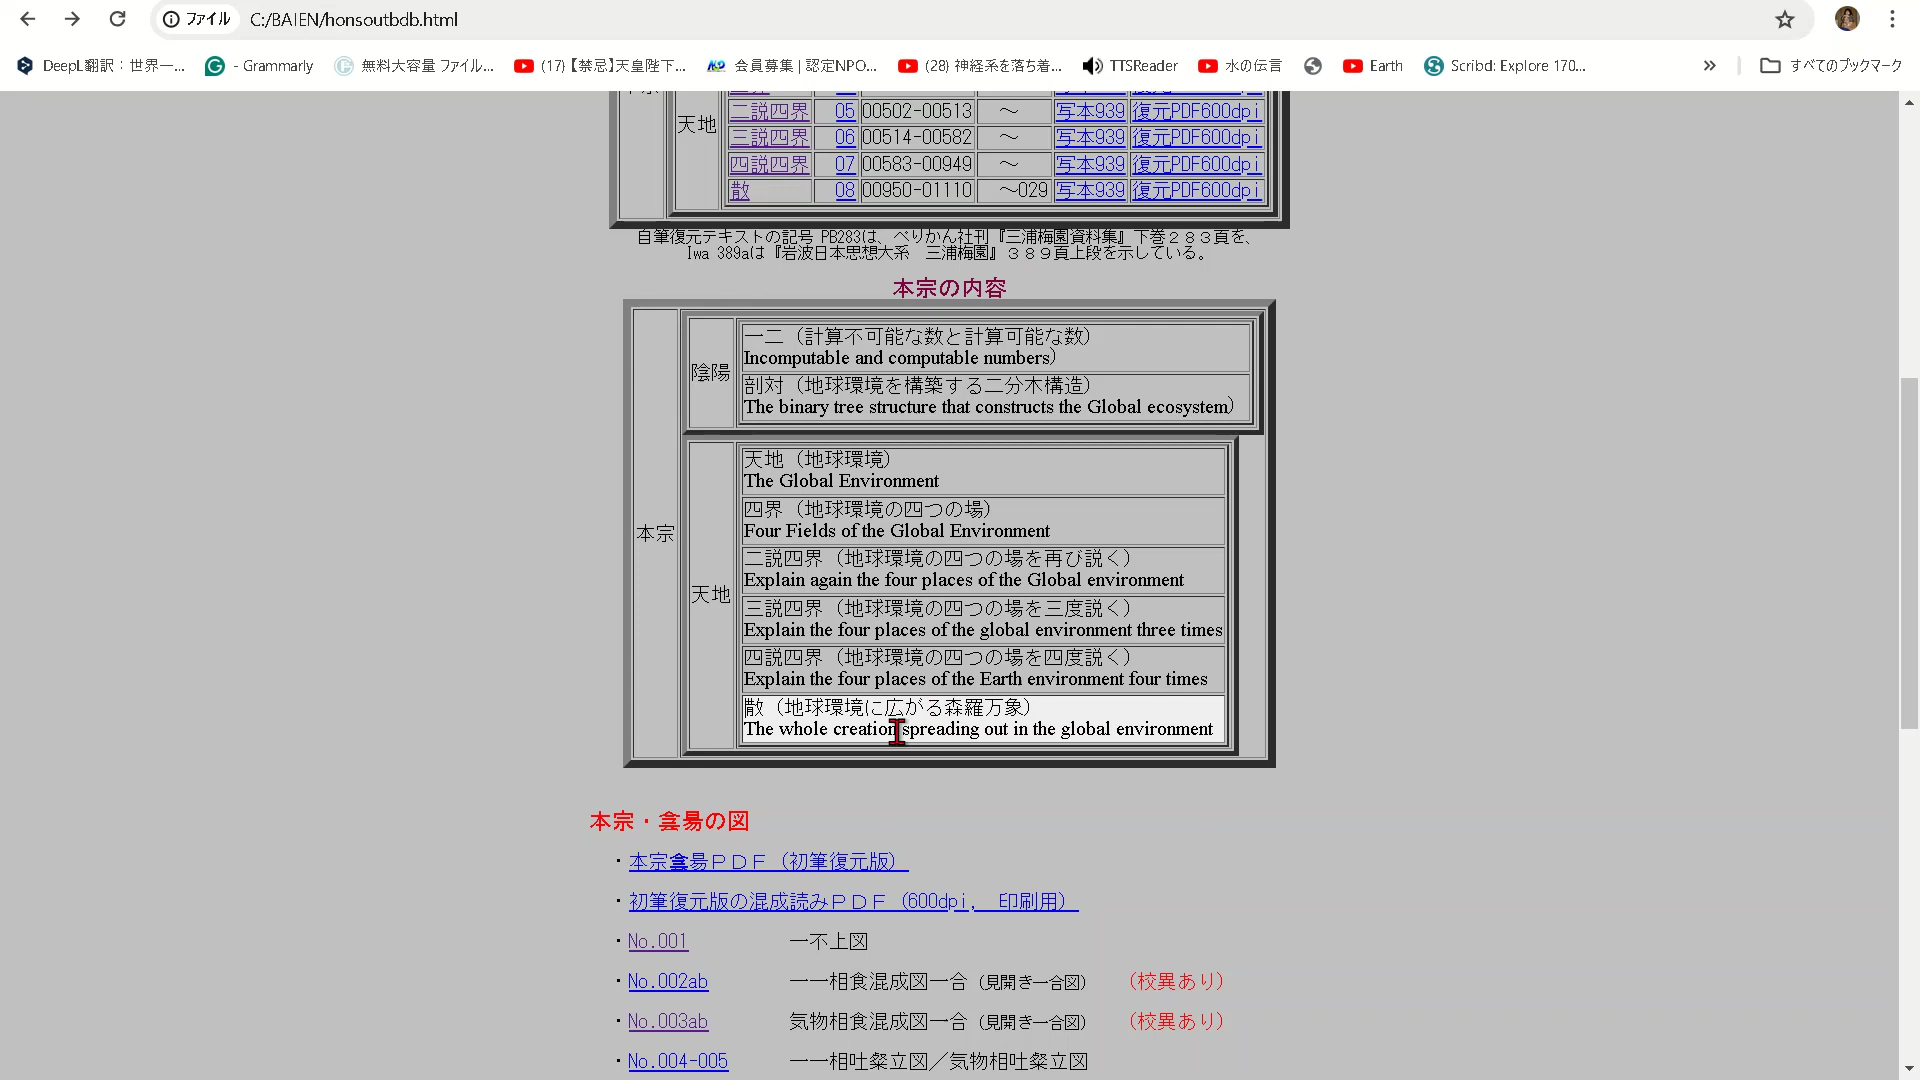 ファイル C:/BAIEN/honsoutbdb.html
DeepL翻訳：世界一... - Grammarly 無料大容量 ファイル... (17)【禁忌】天皇陛下... 会員募集 | 認定NPO... (28) 神経系を落ち着... TTSReader 水の伝言 Earth Scribd: Explore 170... » すべてのブックマーク
天地
二説四界 05 00502-00513 ～ 写本939 復元PDF600dpi
三説四界 06 00514-00582 ～ 写本939 復元PDF600dpi
四説四界 07 00583-00949 ～ 写本939 復元PDF600dpi
散 08 00950-01110 ～029 写本939 復元PDF600dpi
自筆復元テキストの記号 PB283は、ぺりかん社刊『三浦梅園資料集』下巻２８３頁を、
Iwa 389aは『岩波日本思想大系　三浦梅園』３８９頁上段を示している。
本宗の内容
本宗
陰陽
一二（計算不可能な数と計算可能な数）
Incomputable and computable numbers）
剖対（地球環境を構築する二分木構造）
The binary tree structure that constructs the Global ecosystem）
天地
天地（地球環境）
The Global Environment
四界（地球環境の四つの場）
Four Fields of the Global Environment
二説四界（地球環境の四つの場を再び説く）
Explain again the four places of the Global environment
三説四界（地球環境の四つの場を三度説く）
Explain the four places of the global environment three times
四説四界（地球環境の四つの場を四度説く）
Explain the four places of the Earth environment four times
散（地球環境に広がる森羅万象）
The whole creation spreading out in the global environment
本宗・侌昜の図
・本宗侌昜ＰＤＦ（初筆復元版）
・初筆復元版の混成読みＰＤＦ（600dpi,　印刷用）
・No.001 一不上図
・No.002ab 一一相食混成図一合（見開き一合図） （校異あり）
・No.003ab 気物相食混成図一合（見開き一合図） （校異あり）
・No.004-005 一一相吐粲立図／気物相吐粲立図